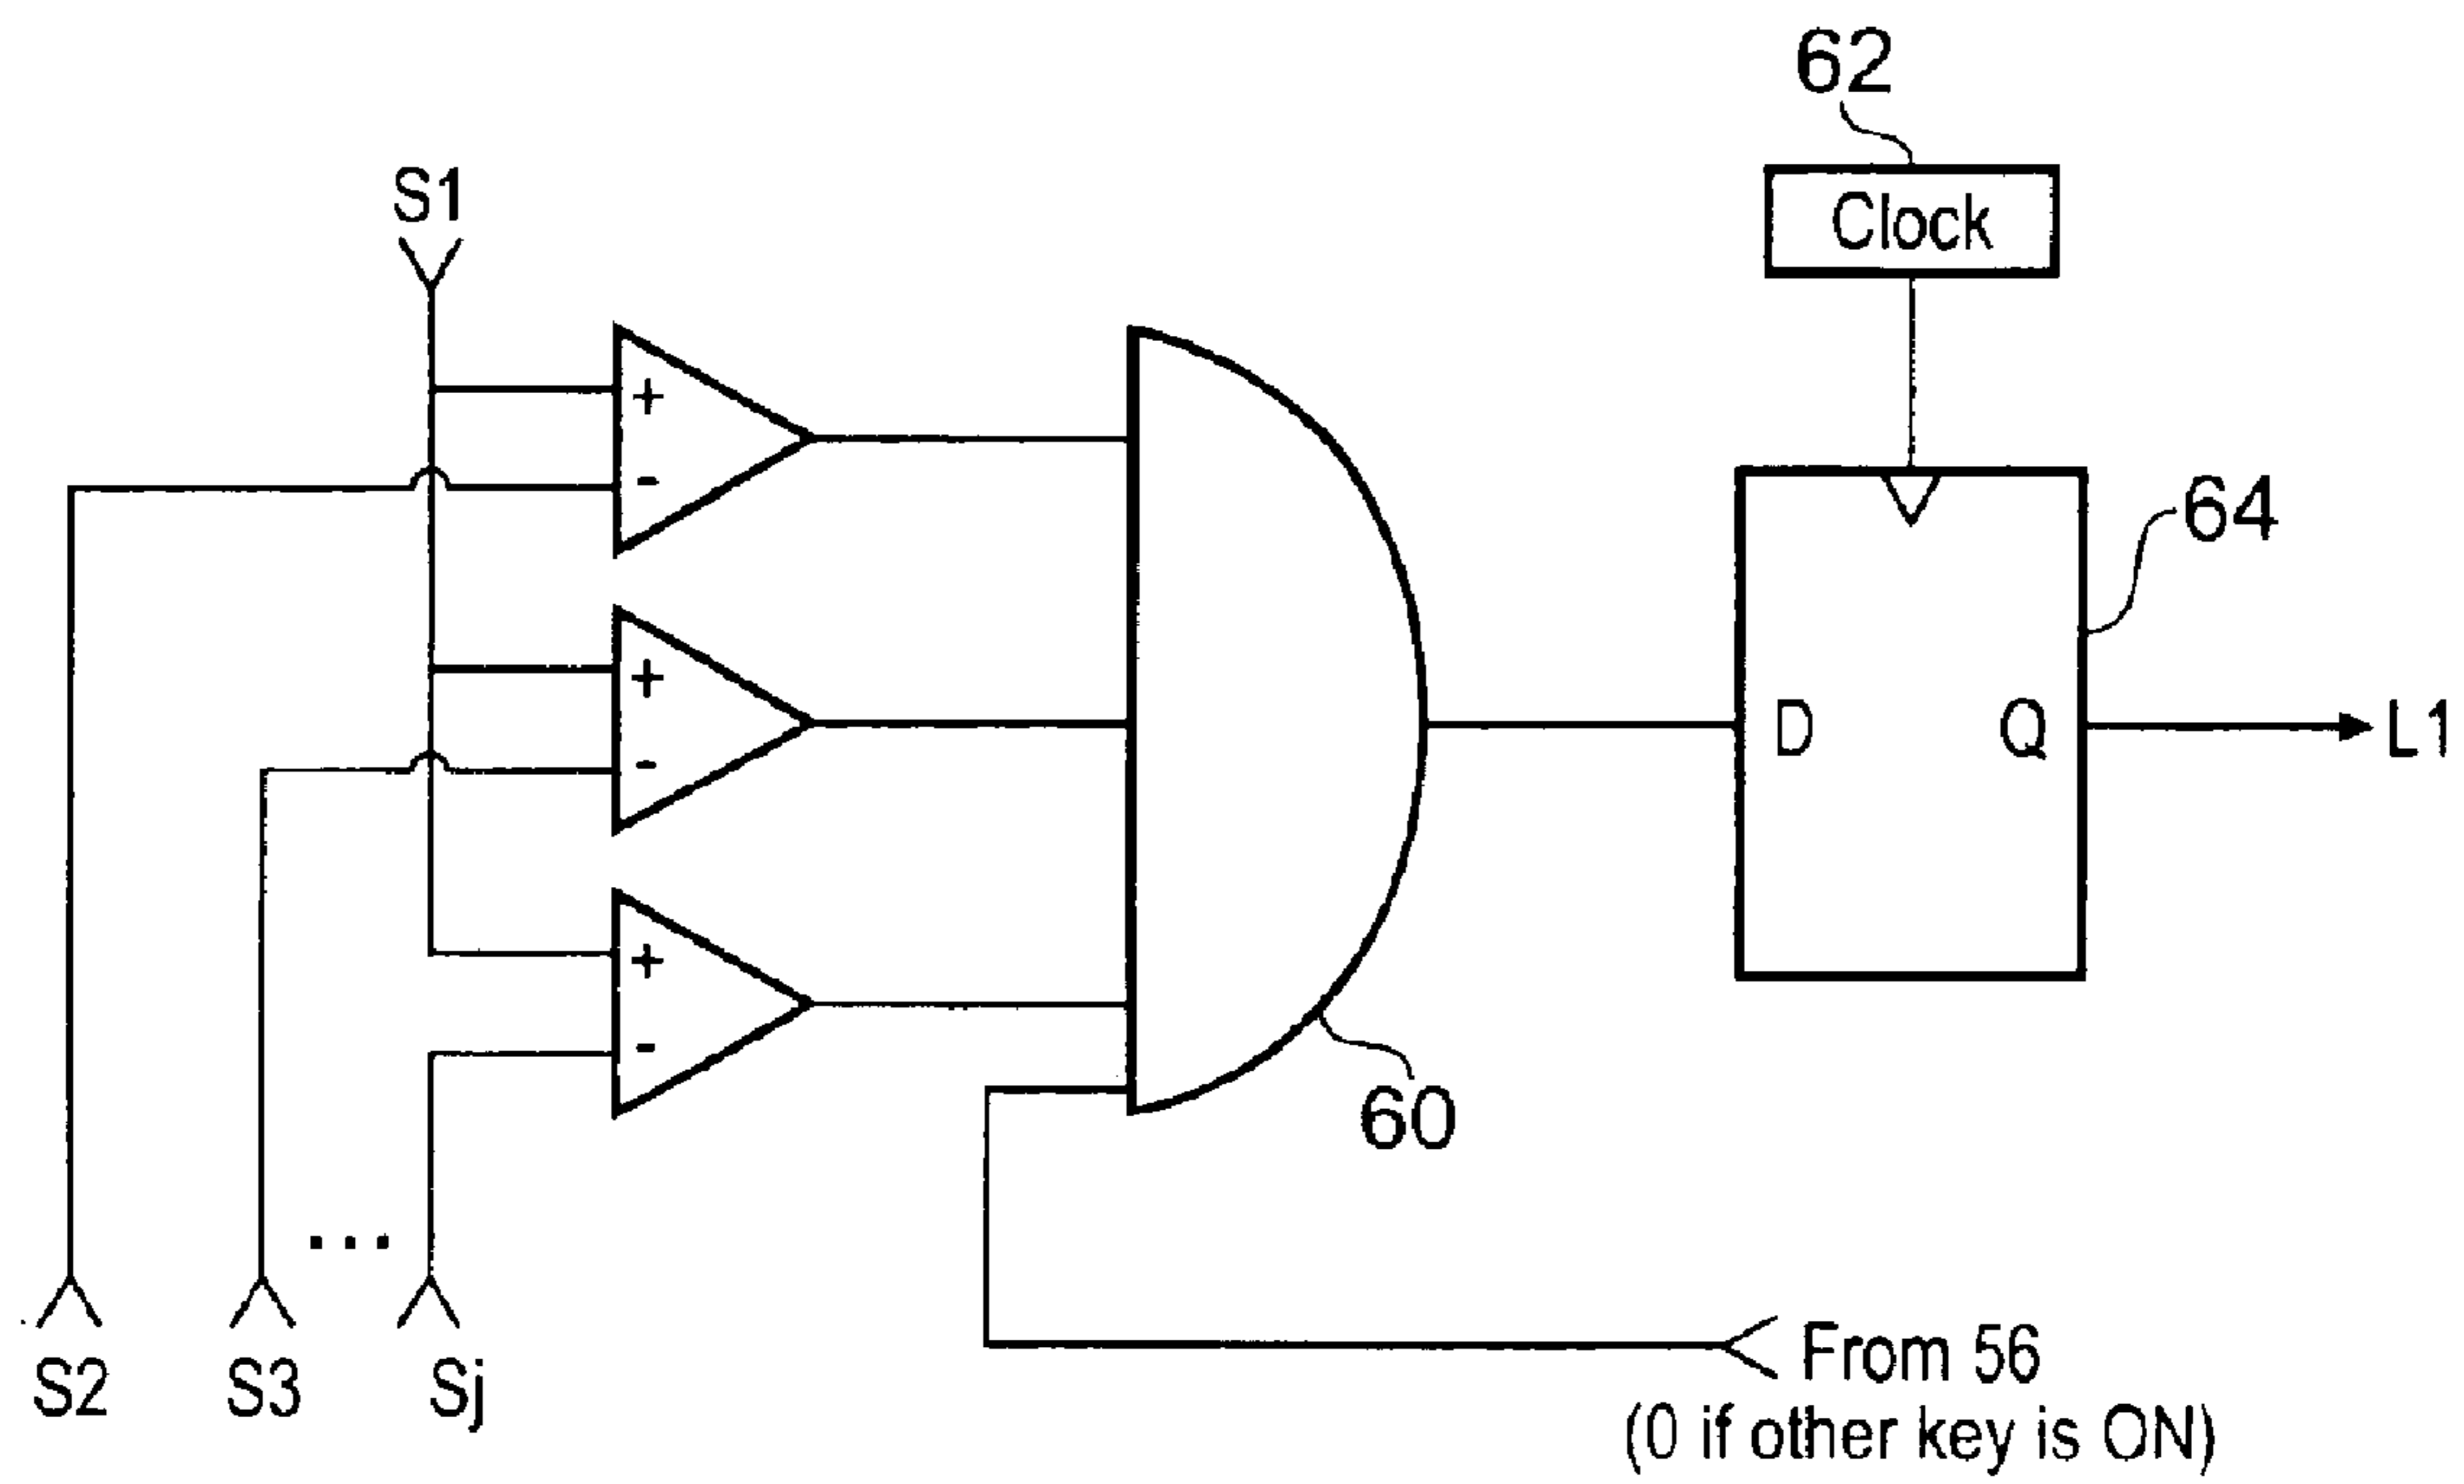 62
S1
Clock
+
-
64
+
-
D Q L1
+
-
60
...
S2 S3 Sj
From 56
(0 if other key is ON)